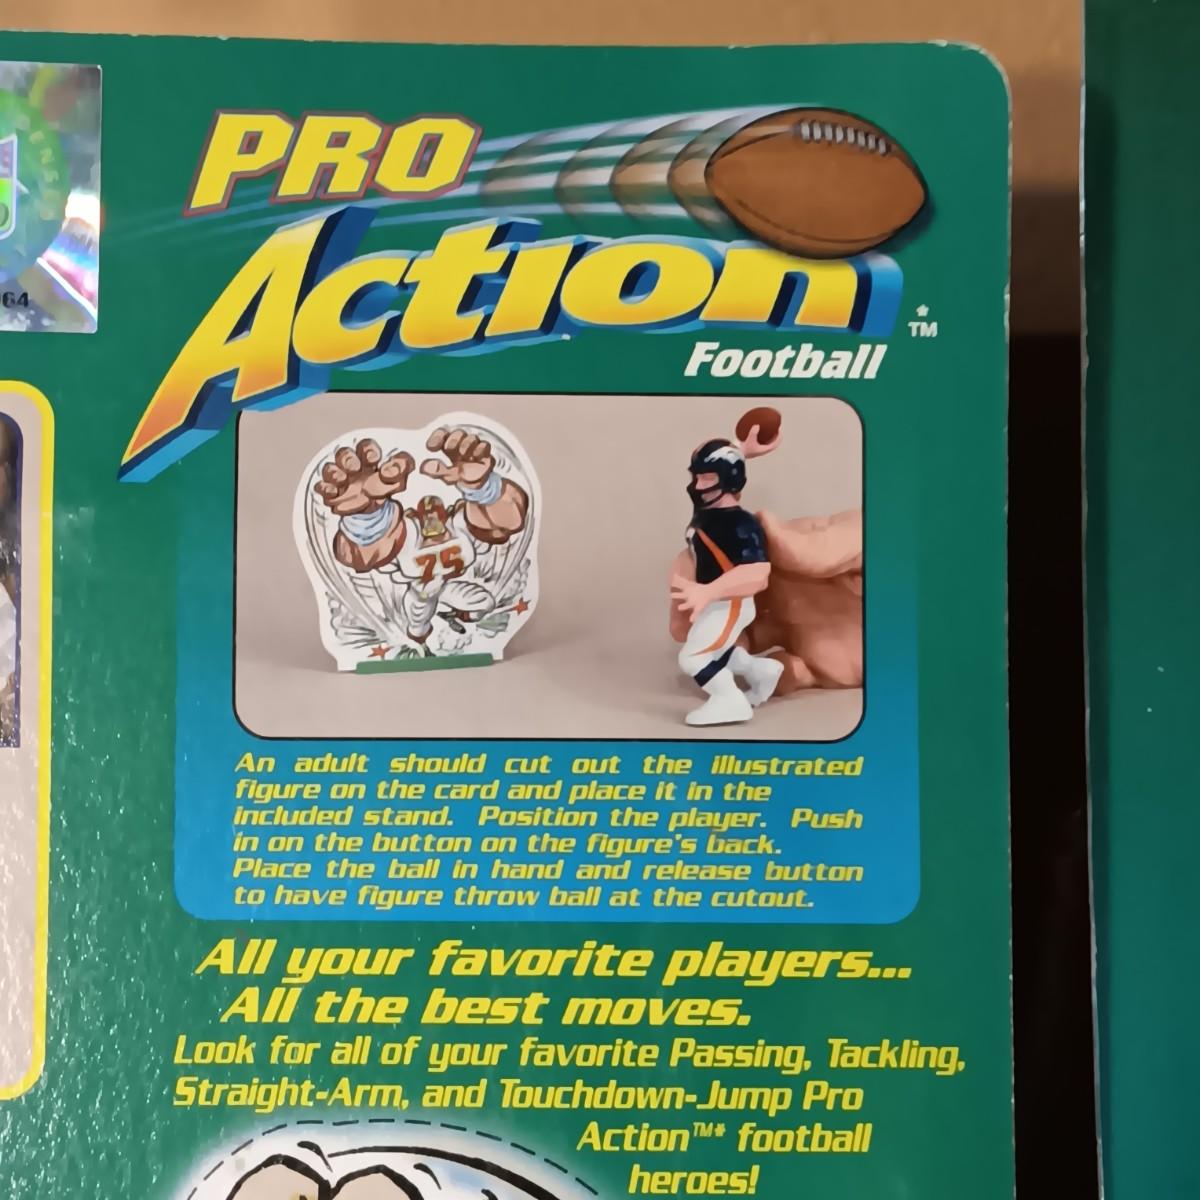 64
PRO
Action
*
TM
Football
75
An adult should cut out the illustrated
figure on the card and place it in the
included stand. Position the player. Push
in on the button on the figure's back.
Place the ball in hand and release button
to have figure throw ball at the cutout.
All your favorite players...
All the best moves.
Look for all of your favorite Passing, Tackling,
Straight-Arm, and Touchdown-Jump Pro
Action™* football
heroes!